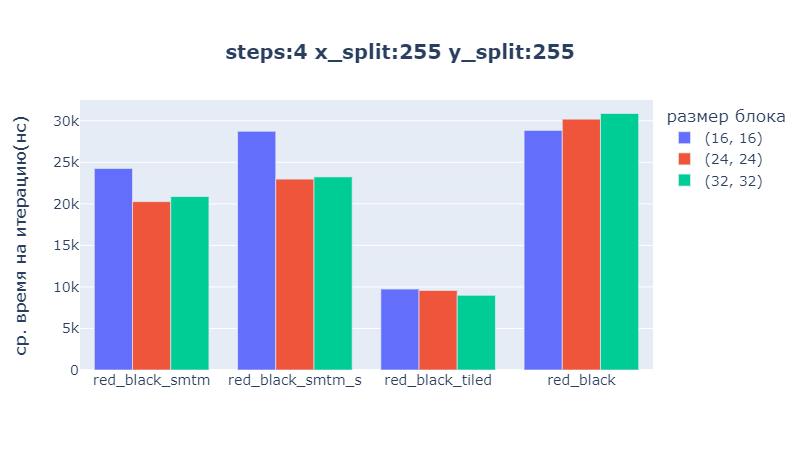 steps:4 x_split:255 y_split:255
ср. время на итерацию(нс)
30k
25k
20k
15k
10k
5k
0
red_black_smtm
red_black_smtm_s
red_black_tiled
red_black
размер блока
(16, 16)
(24, 24)
(32, 32)